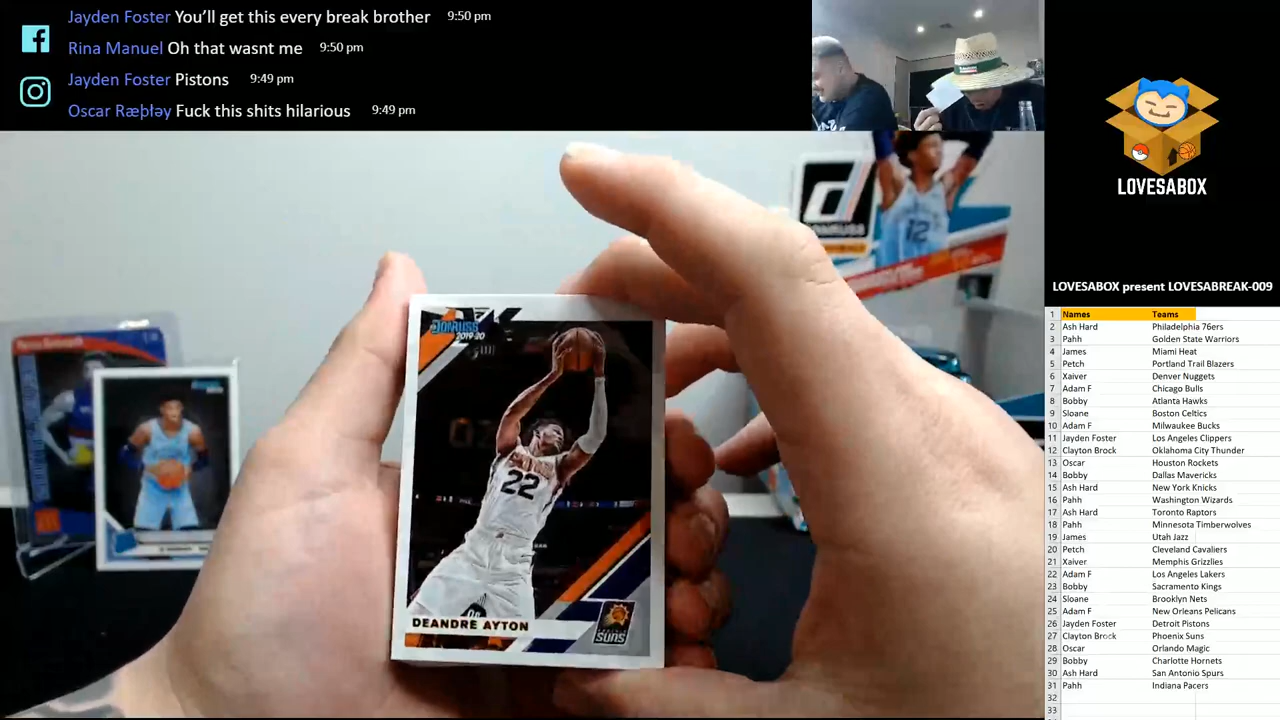 Jayden Foster You’ll get this every break brother 9:50 pm
Rina Manuel Oh that wasnt me 9:50 pm
Jayden Foster Pistons 9:49 pm
Oscar Ræþłəy Fuck this shits hilarious 9:49 pm
LOVESABOX
LOVESABOX present LOVESABREAK-009
1 Names Teams
2 Ash Hard Philadelphia 76ers
3 Pahh Golden State Warriors
4 James Miami Heat
5 Petch Portland Trail Blazers
6 Xaiver Denver Nuggets
7 Adam F Chicago Bulls
8 Bobby Atlanta Hawks
9 Sloane Boston Celtics
10 Adam F Milwaukee Bucks
11 Jayden Foster Los Angeles Clippers
12 Clayton Brock Oklahoma City Thunder
13 Oscar Houston Rockets
14 Bobby Dallas Mavericks
15 Ash Hard New York Knicks
16 Pahh Washington Wizards
17 Ash Hard Toronto Raptors
18 Pahh Minnesota Timberwolves
19 James Utah Jazz
20 Petch Cleveland Cavaliers
21 Xaiver Memphis Grizzlies
22 Adam F Los Angeles Lakers
23 Bobby Sacramento Kings
24 Sloane Brooklyn Nets
25 Adam F New Orleans Pelicans
26 Jayden Foster Detroit Pistons
27 Clayton Brock Phoenix Suns
28 Oscar Orlando Magic
29 Bobby Charlotte Hornets
30 Ash Hard San Antonio Spurs
31 Pahh Indiana Pacers
32
33
DONRUSS
2019-20
22
DEANDRE AYTON
SUNS
12